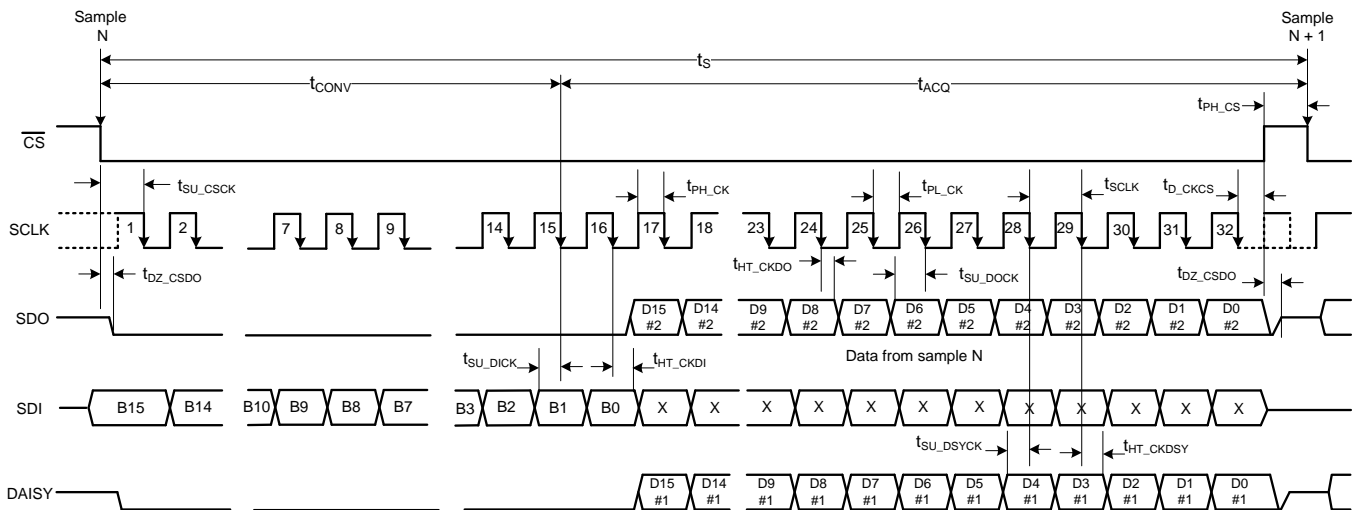 Sample
N
Sample
N + 1
tS
tCONV
tACQ
tPH_CS
CS
tSU_CSCK
tPH_CK
tPL_CK
tSCLK
tD_CKCS
SCLK
1 2 7 8 9 14 15 16 17 18 23 24 25 26 27 28 29 30 31 32
tDZ_CSDO
tHT_CKDO
tSU_DOCK
tDZ_CSDO
SDO
D15 D14 D9 D8 D7 D6 D5 D4 D3 D2 D1 D0
#2 #2 #2 #2 #2 #2 #2 #2 #2 #2 #2 #2
tSU_DICK
tHT_CKDI
Data from sample N
SDI
B15 B14 B10 B9 B8 B7 B3 B2 B1 B0 X X X X X X X X X X X X
tSU_DSYCK
tHT_CKDSY
DAISY
D15 D14 D9 D8 D7 D6 D5 D4 D3 D2 D1 D0
#1 #1 #1 #1 #1 #1 #1 #1 #1 #1 #1 #1